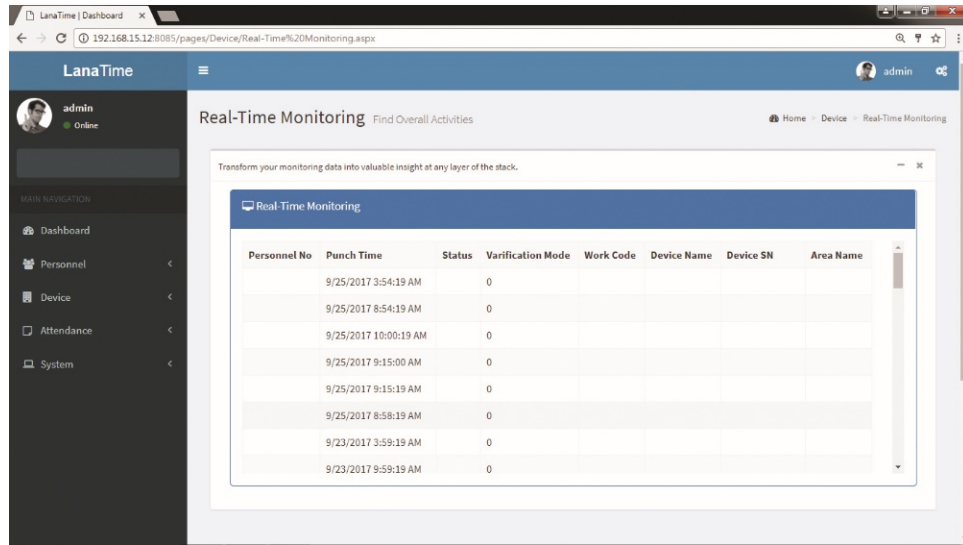 LanaTime | Dashboard
192.168.15.12:8085/pages/Device/Real-Time%20Monitoring.aspx
LanaTime
admin
admin
Online
Real-Time Monitoring Find Overall Activities
Home > Device > Real-Time Monitoring
Transform your monitoring data into valuable insight at any layer of the stack.
MAIN NAVIGATION
Dashboard
Personnel
Device
Attendance
System
Real-Time Monitoring
Personnel No Punch Time Status Varification Mode Work Code Device Name Device SN Area Name
9/25/2017 3:54:19 AM 0
9/25/2017 8:54:19 AM 0
9/25/2017 10:00:19 AM 0
9/25/2017 9:15:00 AM 0
9/25/2017 9:15:19 AM 0
9/25/2017 8:58:19 AM 0
9/23/2017 3:59:19 AM 0
9/23/2017 9:59:19 AM 0